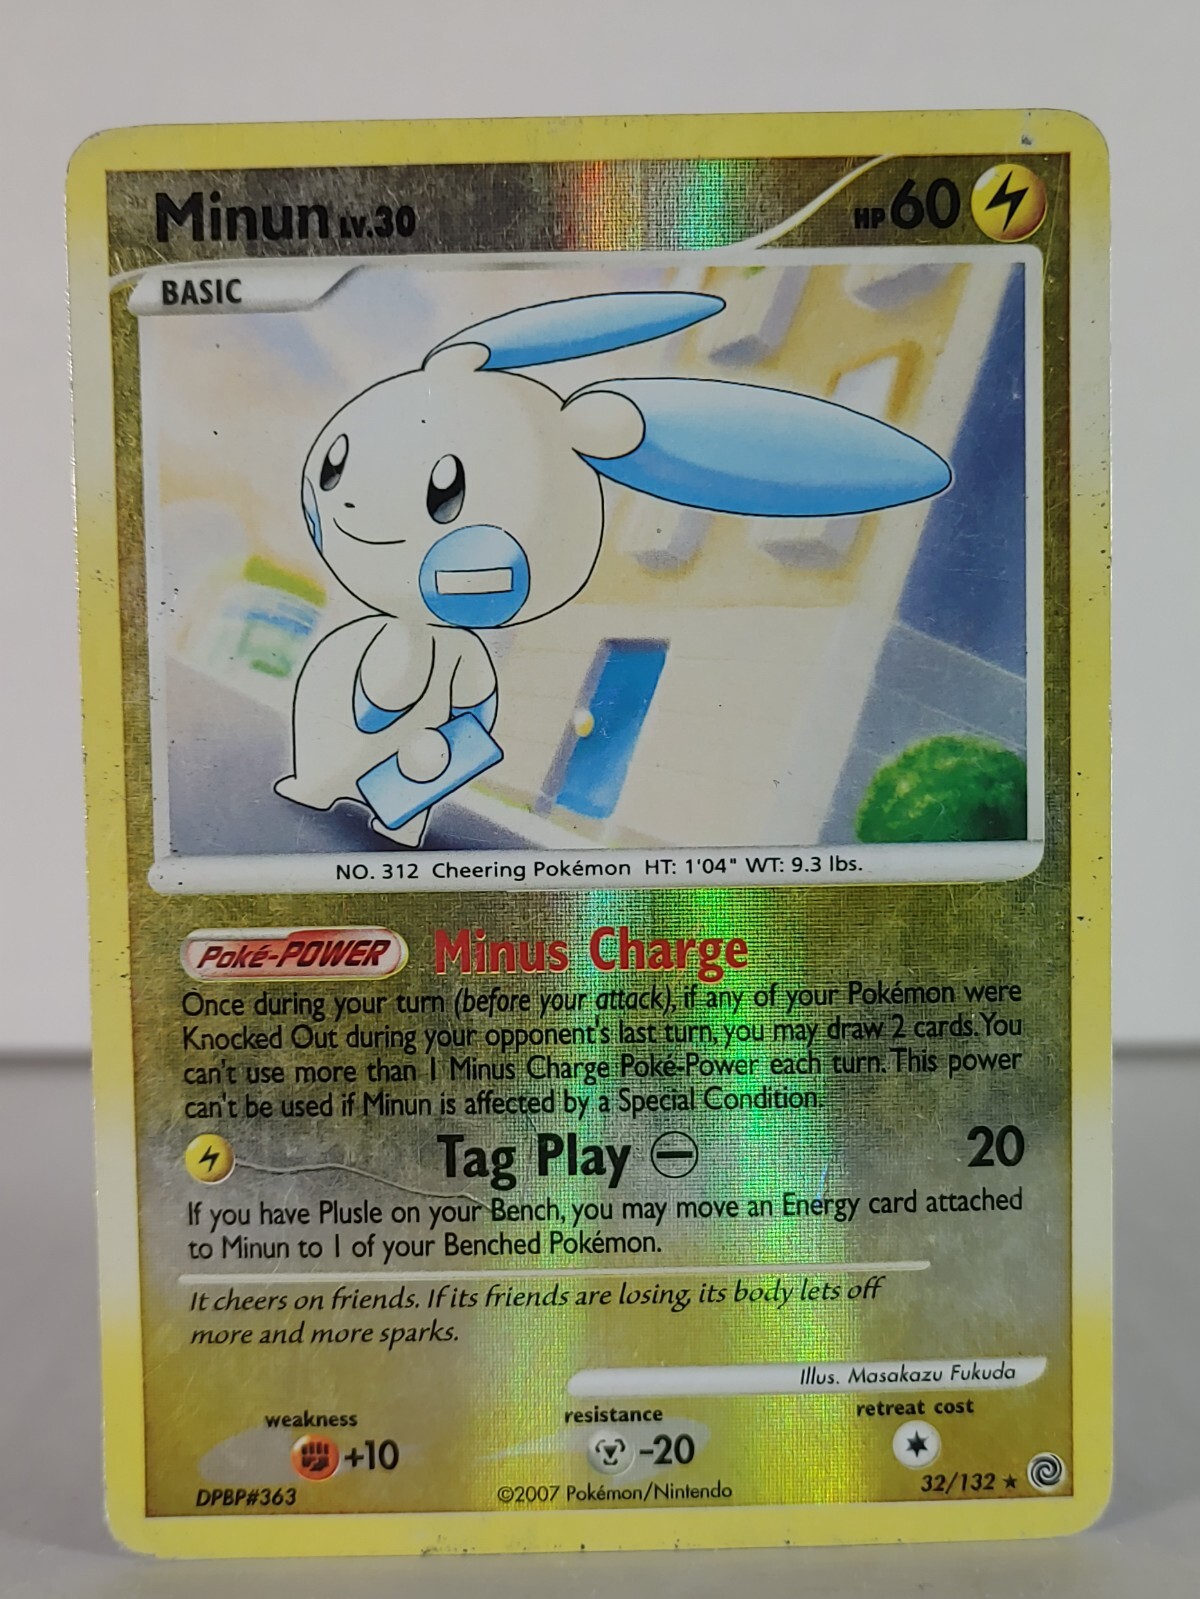 Minun LV.30
HP 60
BASIC
NO. 312 Cheering Pokémon HT: 1'04" WT: 9.3 lbs.
Poké-POWER Minus Charge
Once during your turn (before your attack), if any of your Pokémon were
Knocked Out during your opponent's last turn, you may draw 2 cards. You
can't use more than 1 Minus Charge Poké-Power each turn. This power
can't be used if Minun is affected by a Special Condition.
Tag Play 20
If you have Plusle on your Bench, you may move an Energy card attached
to Minun to 1 of your Benched Pokémon.
It cheers on friends. If its friends are losing, its body lets off
more and more sparks.
Illus. Masakazu Fukuda
weakness resistance retreat cost
+10 -20
DPBP#363 ©2007 Pokémon/Nintendo 32/132 ★